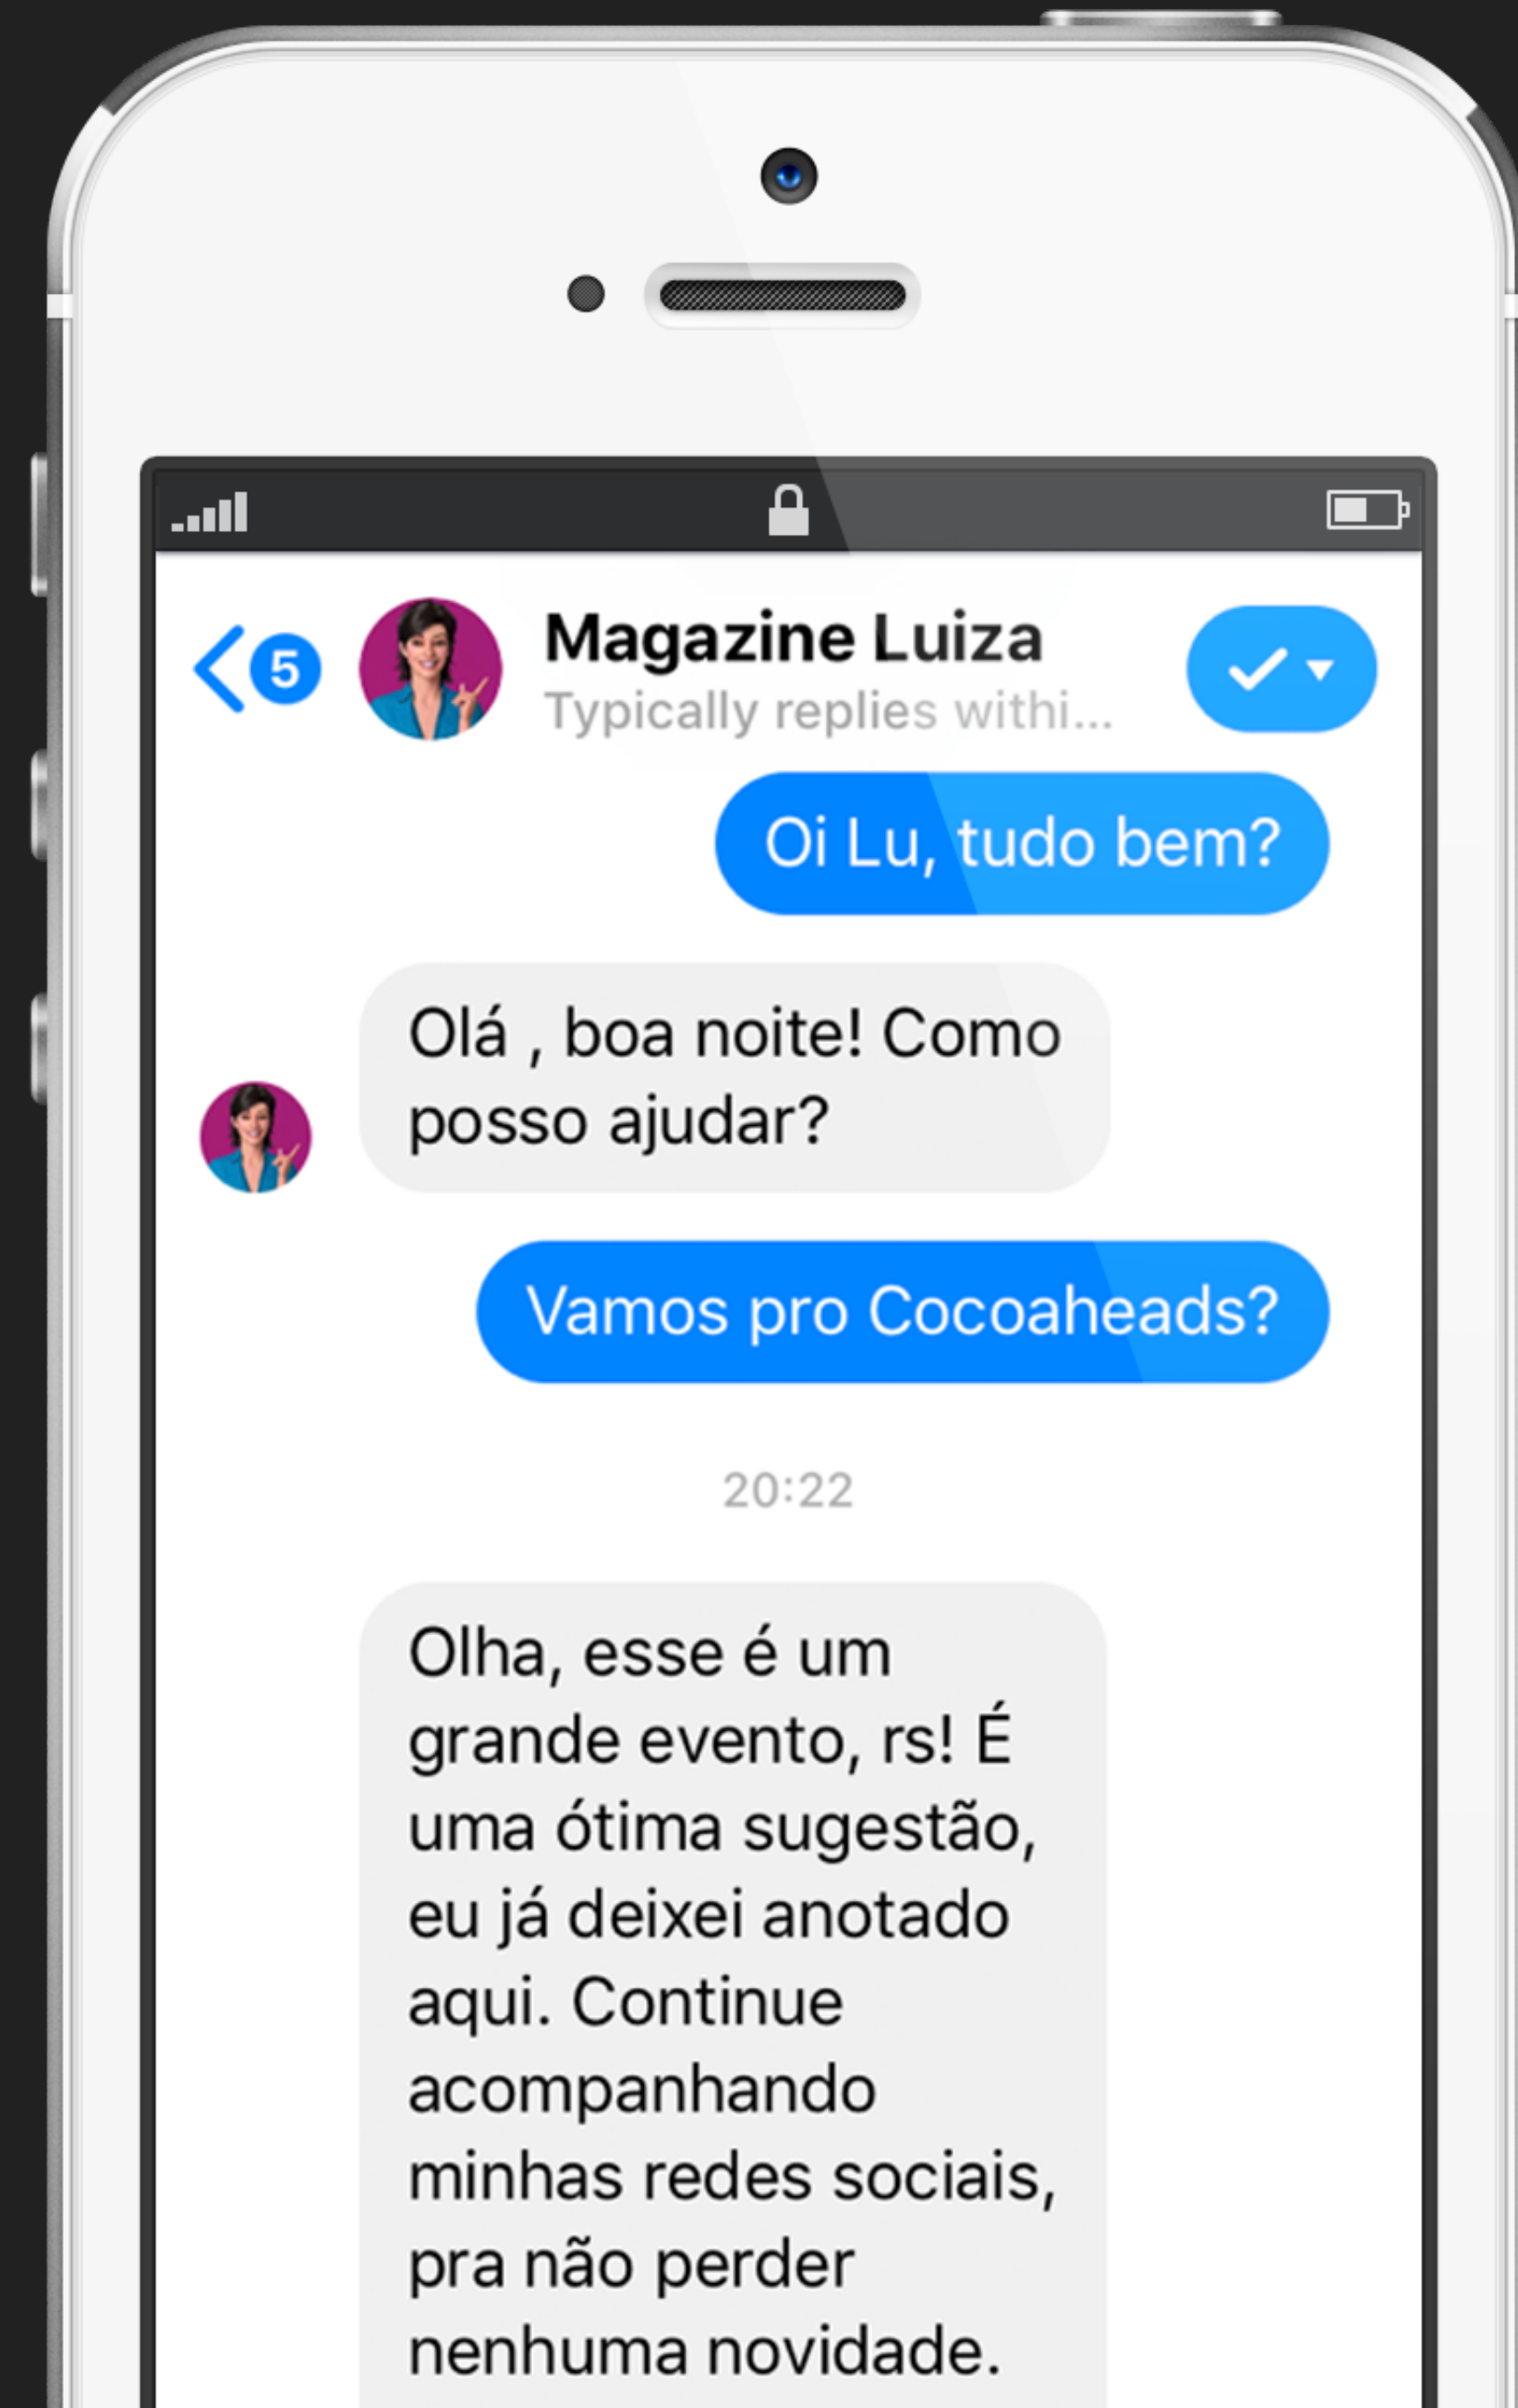 5
Magazine Luiza
Typically replies withi...
Oi Lu, tudo bem?
Olá , boa noite! Como
posso ajudar?
Vamos pro Cocoaheads?
20:22
Olha, esse é um
grande evento, rs! É
uma ótima sugestão,
eu já deixei anotado
aqui. Continue
acompanhando
minhas redes sociais,
pra não perder
nenhuma novidade.